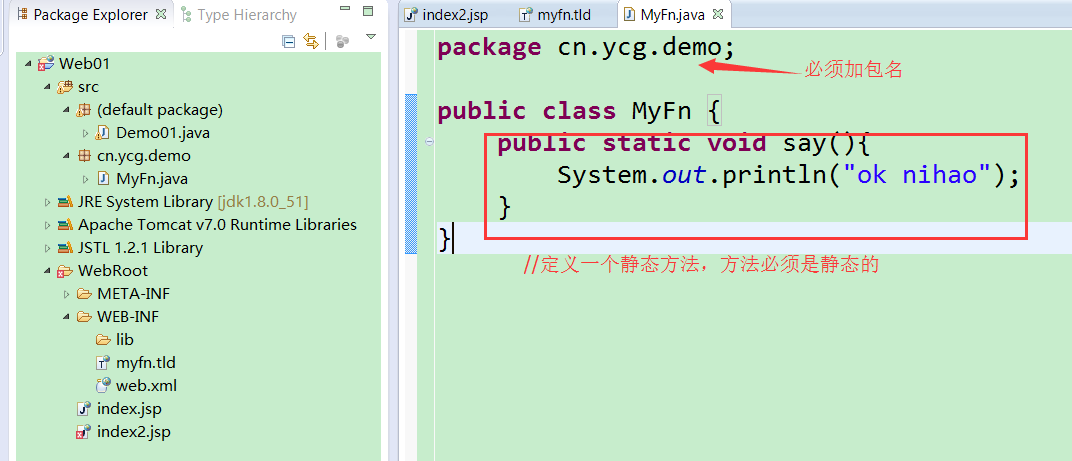 Package Explorer
Type Hierarchy
Web01
src
(default package)
Demo01.java
cn.ycg.demo
MyFn.java
JRE System Library [jdk1.8.0_51]
Apache Tomcat v7.0 Runtime Libraries
JSTL 1.2.1 Library
WebRoot
META-INF
WEB-INF
lib
myfn.tld
web.xml
index.jsp
index2.jsp
index2.jsp
myfn.tld
MyFn.java
package cn.ycg.demo;
必须加包名
public class MyFn {
public static void say(){
System.out.println("ok nihao");
}
}
//定义一个静态方法，方法必须是静态的